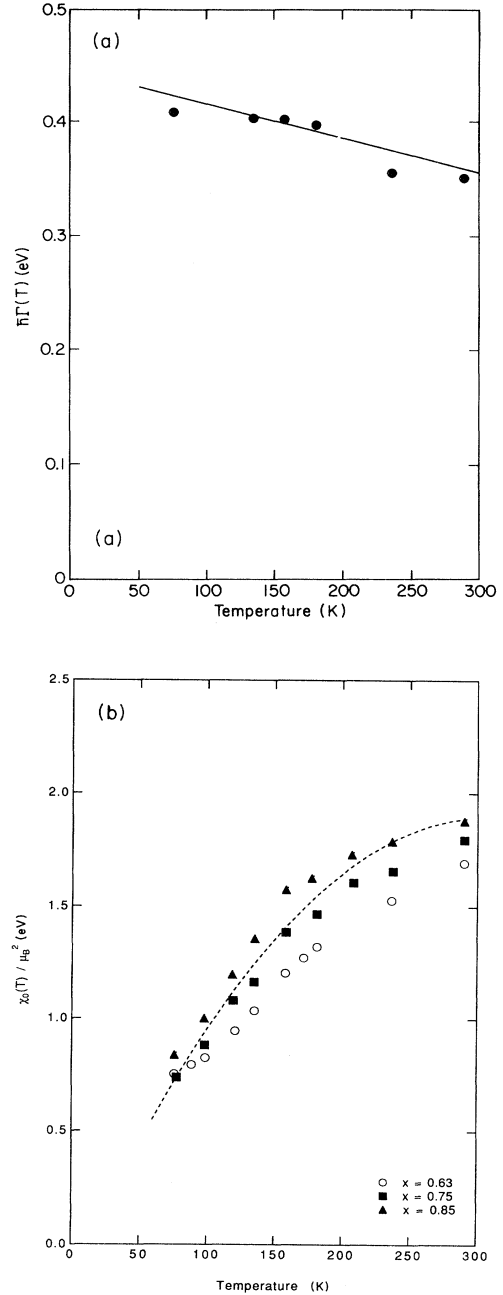 0.5
(a)
0.4
0.3
ħΓ(T) (eV)
0.2
0.1
(a)
0
0 50 100 150 200 250 300
Temperature (K)
2.5
(b)
2.0
1.5
χ₀(T) / μ_B² (eV)
1.0
0.5
○ x = 0.63
■ x = 0.75
▲ x = 0.85
0.0
0 50 100 150 200 250 300
Temperature (K)